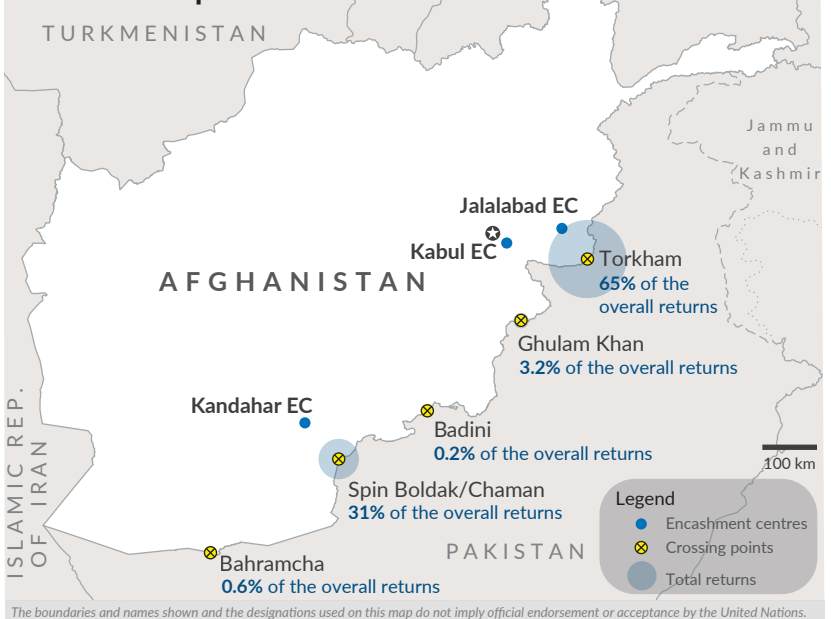 TURKMENISTAN
Jammu
and
Kashmir
Jalalabad EC
Kabul EC
Torkham
65% of the
overall returns
AFGHANISTAN
Ghulam Khan
3.2% of the overall returns
Kandahar EC
Badini
0.2% of the overall returns
100 km
Spin Boldak/Chaman
31% of the overall returns
ISLAMIC REP.
OF IRAN
Legend
Encashment centres
Crossing points
Total returns
PAKISTAN
Bahramcha
0.6% of the overall returns
The boundaries and names shown and the designations used on this map do not imply official endorsement or acceptance by the United Nations.